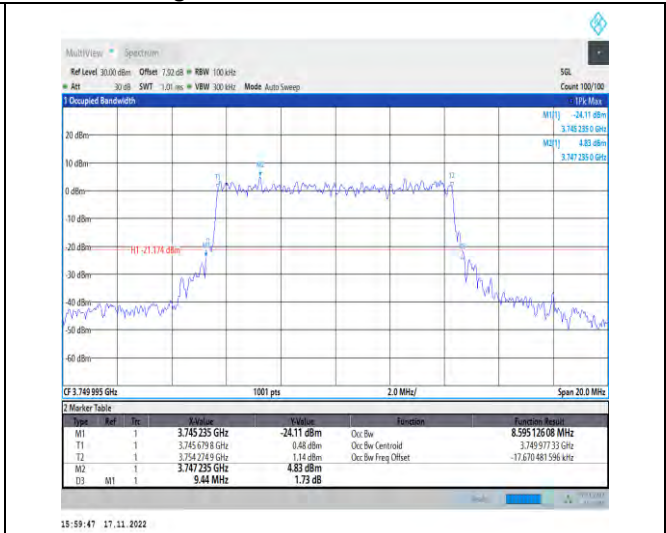 MultiView Spectrum
Ref Level 30.00 dBm Offset 7.92 dB RBW 100 kHz SGL
Att 30 dB SWT 1.01 ms VBW 300 kHz Mode Auto Sweep Count 100/100
1 Occupied Bandwidth 1Pk Max
M1[1] -24.11 dBm
3.745 235 0 GHz
M2[1] 4.83 dBm
3.747 235 0 GHz
20 dBm
10 dBm
M2
T1 T2
0 dBm
-10 dBm
-20 dBm
H1 -21.174 dBm
-30 dBm
-40 dBm
-50 dBm
-60 dBm
CF 3.749 995 GHz 1001 pts 2.0 MHz/ Span 20.0 MHz
2 Marker Table
Type Ref Trc X-Value Y-Value Function Function Result
M1 1 3.745 235 GHz -24.11 dBm Occ Bw 8.595 126 08 MHz
T1 1 3.745 679 8 GHz 0.48 dBm Occ Bw Centroid 3.749 977 33 GHz
T2 1 3.754 274 9 GHz 1.14 dBm Occ Bw Freq Offset -17.670 481 596 kHz
M2 1 3.747 235 GHz 4.83 dBm
D3 M1 1 9.44 MHz 1.73 dB
15:59:47 17.11.2022